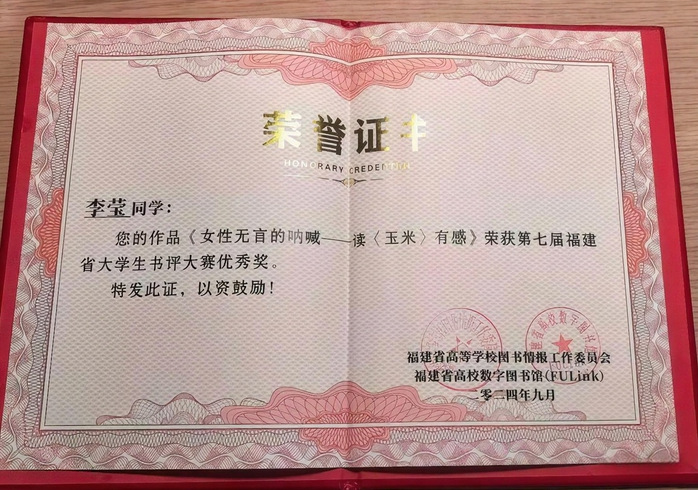 荣誉证书
HONORARY CREDENTIAL
李莹同学：
您的作品《女性无言的呐喊——读〈玉米〉有感》荣获第七届福建
省大学生书评大赛优秀奖。
特发此证，以资鼓励！
福建省高等学校图书情报工作委员会
福建省高校数字图书馆(FULink)
二零二四年九月